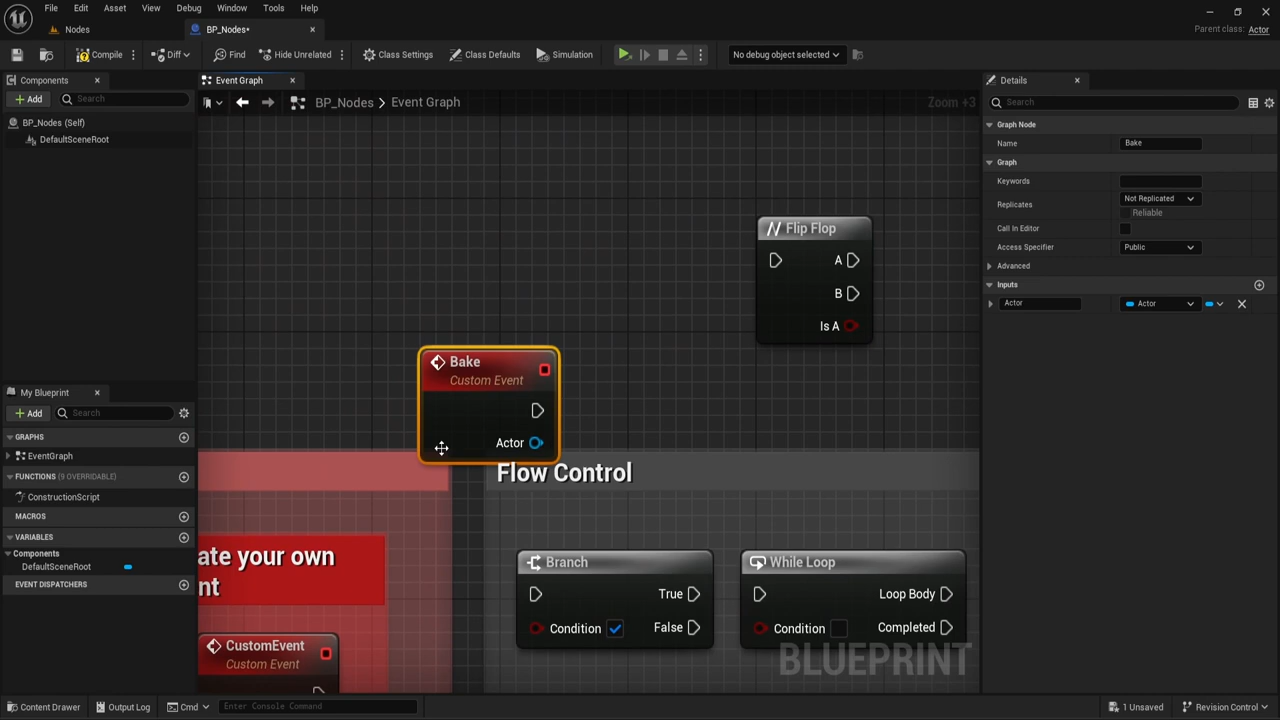 File Edit Asset View Debug Window Tools Help
Nodes
BP_Nodes*
Parent class: Actor
Compile
Diff
Find
Hide Unrelated
Class Settings
Class Defaults
Simulation
No debug object selected
Components
Add
Search
BP_Nodes (Self)
DefaultSceneRoot
My Blueprint
Add
Search
GRAPHS
EventGraph
FUNCTIONS (9 OVERRIDABLE)
ConstructionScript
MACROS
VARIABLES
Components
DefaultSceneRoot
EVENT DISPATCHERS
Event Graph
BP_Nodes > Event Graph
Zoom +3
Flip Flop
A
B
Is A
Bake
Custom Event
Actor
Flow Control
ate your own
nt
CustomEvent
Custom Event
Branch
True
Condition
False
While Loop
Loop Body
Condition
Completed
BLUEPRINT
Details
Search
Graph Node
Name Bake
Graph
Keywords
Replicates Not Replicated
Reliable
Call In Editor
Access Specifier Public
Advanced
Inputs
Actor Actor
Content Drawer
Output Log
Cmd
Enter Console Command
1 Unsaved
Revision Control